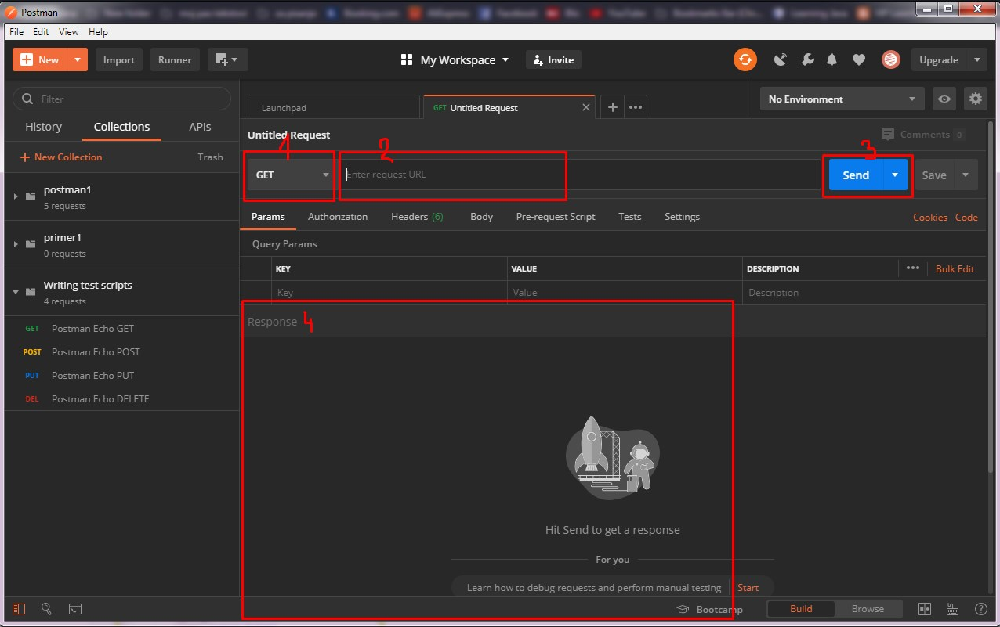 Postman
File Edit View Help
New Import Runner My Workspace Invite Upgrade
Filter
History Collections APIs
New Collection Trash
postman1
5 requests
primer1
0 requests
Writing test scripts
4 requests
GET Postman Echo GET
POST Postman Echo POST
PUT Postman Echo PUT
DEL Postman Echo DELETE
Launchpad GET Untitled Request No Environment
Untitled Request Comments 0
1 2 3
GET Enter request URL Send Save
Params Authorization Headers (6) Body Pre-request Script Tests Settings Cookies Code
Query Params
KEY VALUE DESCRIPTION Bulk Edit
Key Value Description
Response 4
Hit Send to get a response
For you
Learn how to debug requests and perform manual testing Start
Bootcamp Build Browse